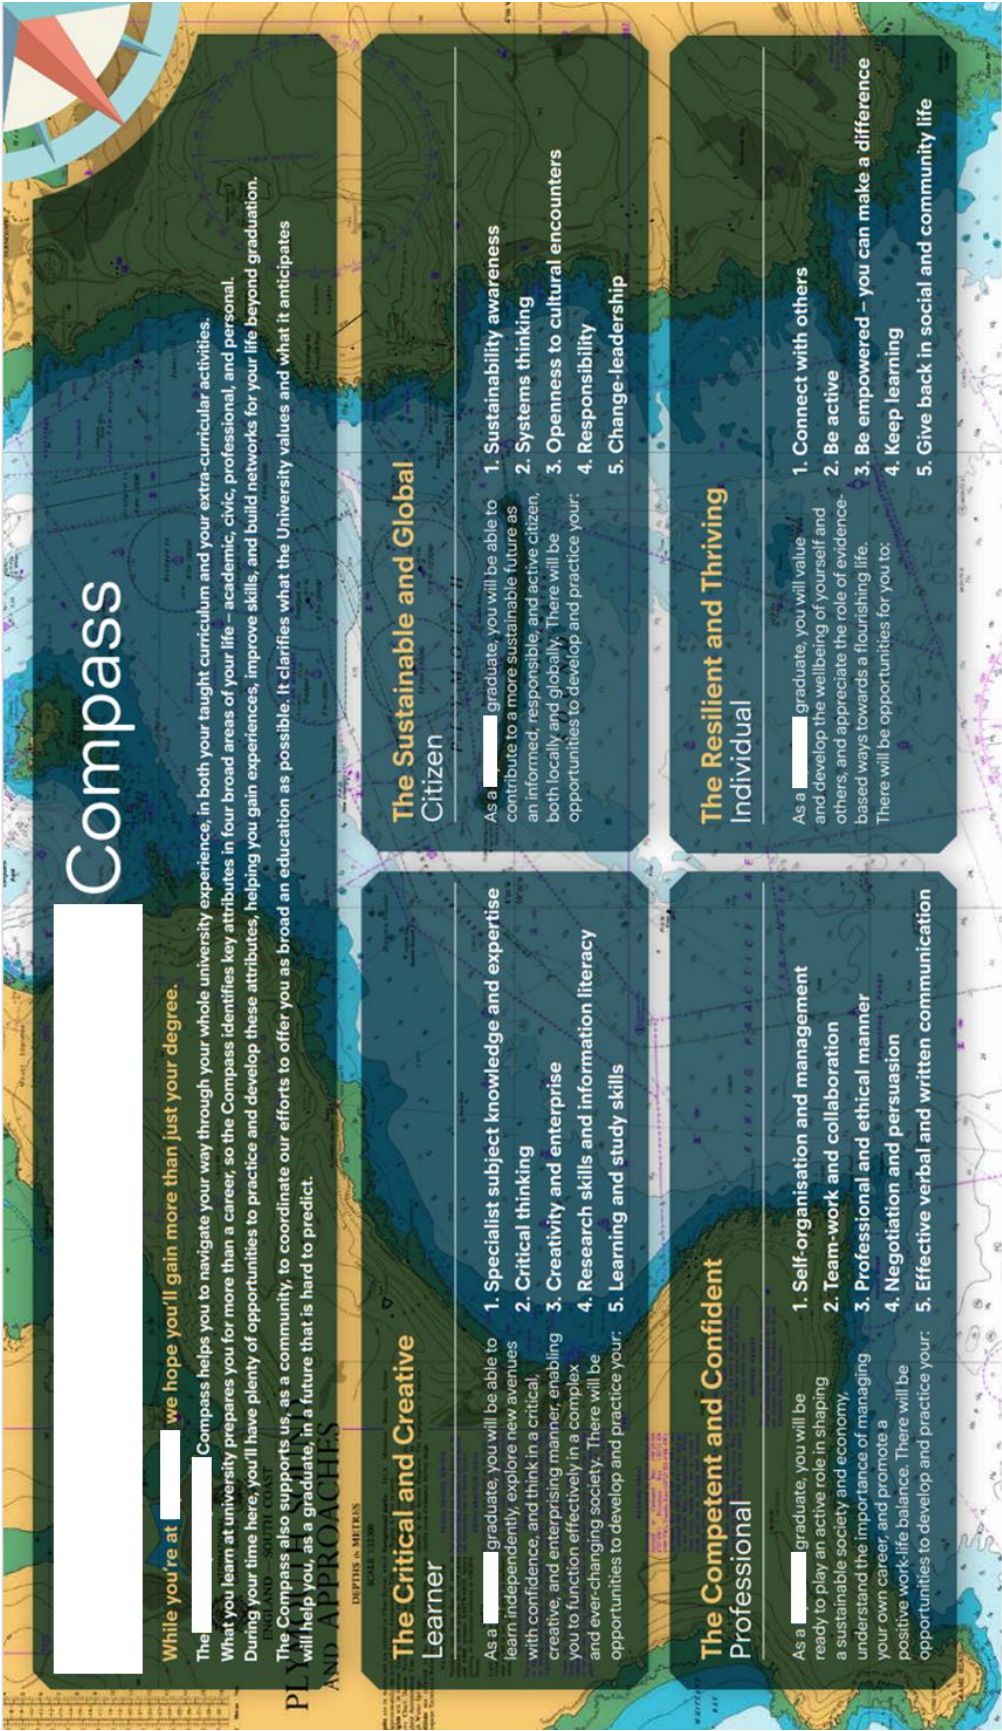 Compass
While you're at we hope you'll gain more than just your degree.
The Compass helps you to navigate your way through your whole university experience, in both your taught curriculum and your extra-curricular activities.
What you learn at university prepares you for more than a career, so the Compass identifies key attributes in four broad areas of your life – academic, civic, professional, and personal.
During your time here, you'll have plenty of opportunities to practice and develop these attributes, helping you gain experiences, improve skills, and build networks for your life beyond graduation.
The Compass also supports us, as a community, to coordinate our efforts to offer you as broad an education as possible. It clarifies what the University values and what it anticipates
will help you, as a graduate, in a future that is hard to predict.
ENGLAND – SOUTH COAST
AND APPROACHES
DEPTHS IN METRES
The Critical and Creative
Learner
As a graduate, you will be able to
learn independently, explore new avenues
with confidence, and think in a critical,
creative, and enterprising manner, enabling
you to function effectively in a complex
and ever-changing society. There will be
opportunities to develop and practice your:
1. Specialist subject knowledge and expertise
2. Critical thinking
3. Creativity and enterprise
4. Research skills and information literacy
5. Learning and study skills
The Sustainable and Global
Citizen
As a graduate, you will be able to
contribute to a more sustainable future as
an informed, responsible, and active citizen,
both locally and globally. There will be
opportunities to develop and practice your:
1. Sustainability awareness
2. Systems thinking
3. Openness to cultural encounters
4. Responsibility
5. Change-leadership
The Competent and Confident
Professional
As a graduate, you will be
ready to play an active role in shaping
a sustainable society and economy,
understand the importance of managing
your own career, and promote a
positive work-life balance. There will be
opportunities to develop and practice your:
1. Self-organisation and management
2. Team-work and collaboration
3. Professional and ethical manner
4. Negotiation and persuasion
5. Effective verbal and written communication
The Resilient and Thriving
Individual
As a graduate, you will value
and develop the wellbeing of yourself and
others, and appreciate the role of evidence-
based ways towards a flourishing life.
There will be opportunities for you to:
1. Connect with others
2. Be active
3. Be empowered – you can make a difference
4. Keep learning
5. Give back in social and community life